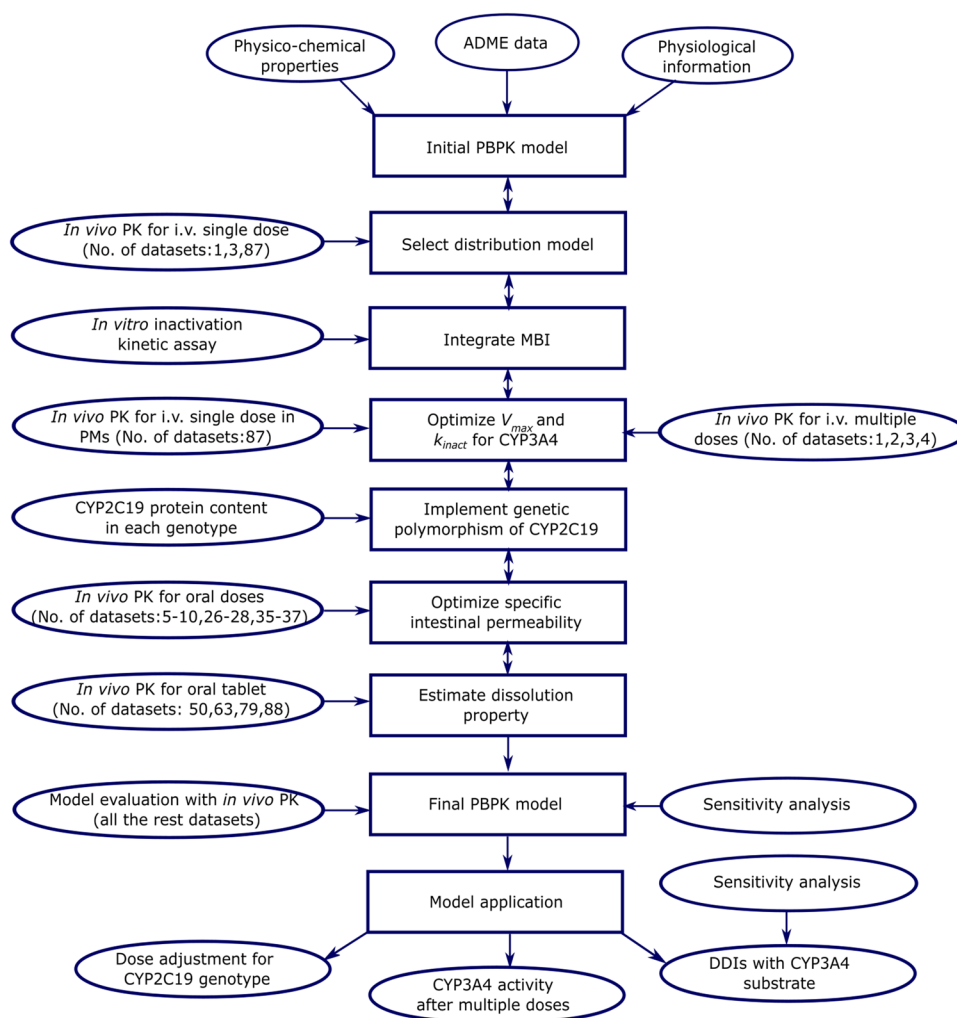 Physico-chemical
properties
ADME data
Physiological
information
Initial PBPK model
In vivo PK for i.v. single dose
(No. of datasets:1,3,87)
Select distribution model
In vitro inactivation
kinetic assay
Integrate MBI
In vivo PK for i.v. single dose in
PMs (No. of datasets:87)
Optimize Vmax and
kinact for CYP3A4
In vivo PK for i.v. multiple
doses (No. of datasets:1,2,3,4)
CYP2C19 protein content
in each genotype
Implement genetic
polymorphism of CYP2C19
In vivo PK for oral doses
(No. of datasets:5-10,26-28,35-37)
Optimize specific
intestinal permeability
In vivo PK for oral tablet
(No. of datasets: 50,63,79,88)
Estimate dissolution
property
Model evaluation with in vivo PK
(all the rest datasets)
Final PBPK model
Sensitivity analysis
Model application
Sensitivity analysis
Dose adjustment for
CYP2C19 genotype
CYP3A4 activity
after multiple doses
DDIs with CYP3A4
substrate